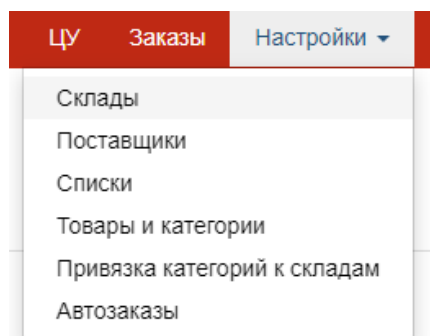 ЦУ Заказы Настройки
Склады
Поставщики
Списки
Товары и категории
Привязка категорий к складам
Автозаказы